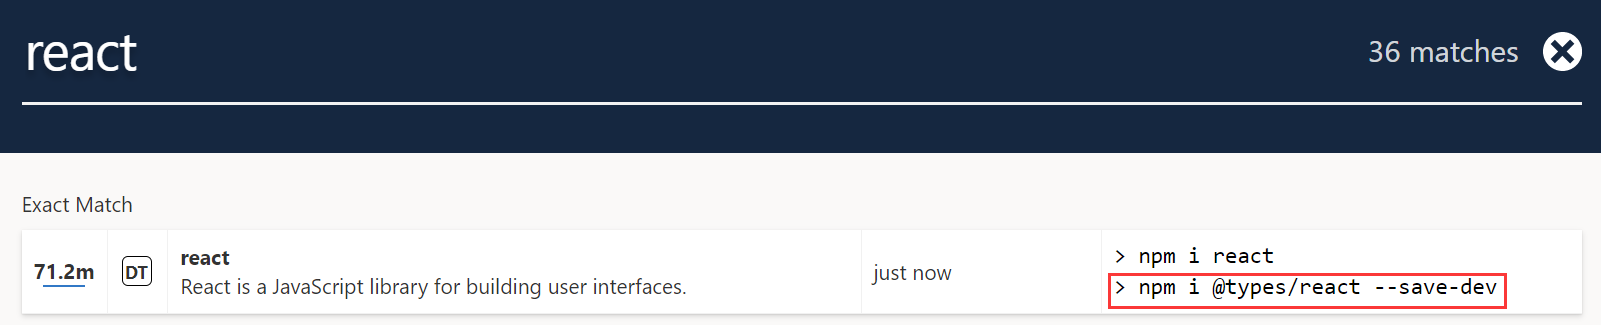 react
36 matches
Exact Match
71.2m
DT
react
React is a JavaScript library for building user interfaces.
just now
> npm i react
> npm i @types/react --save-dev